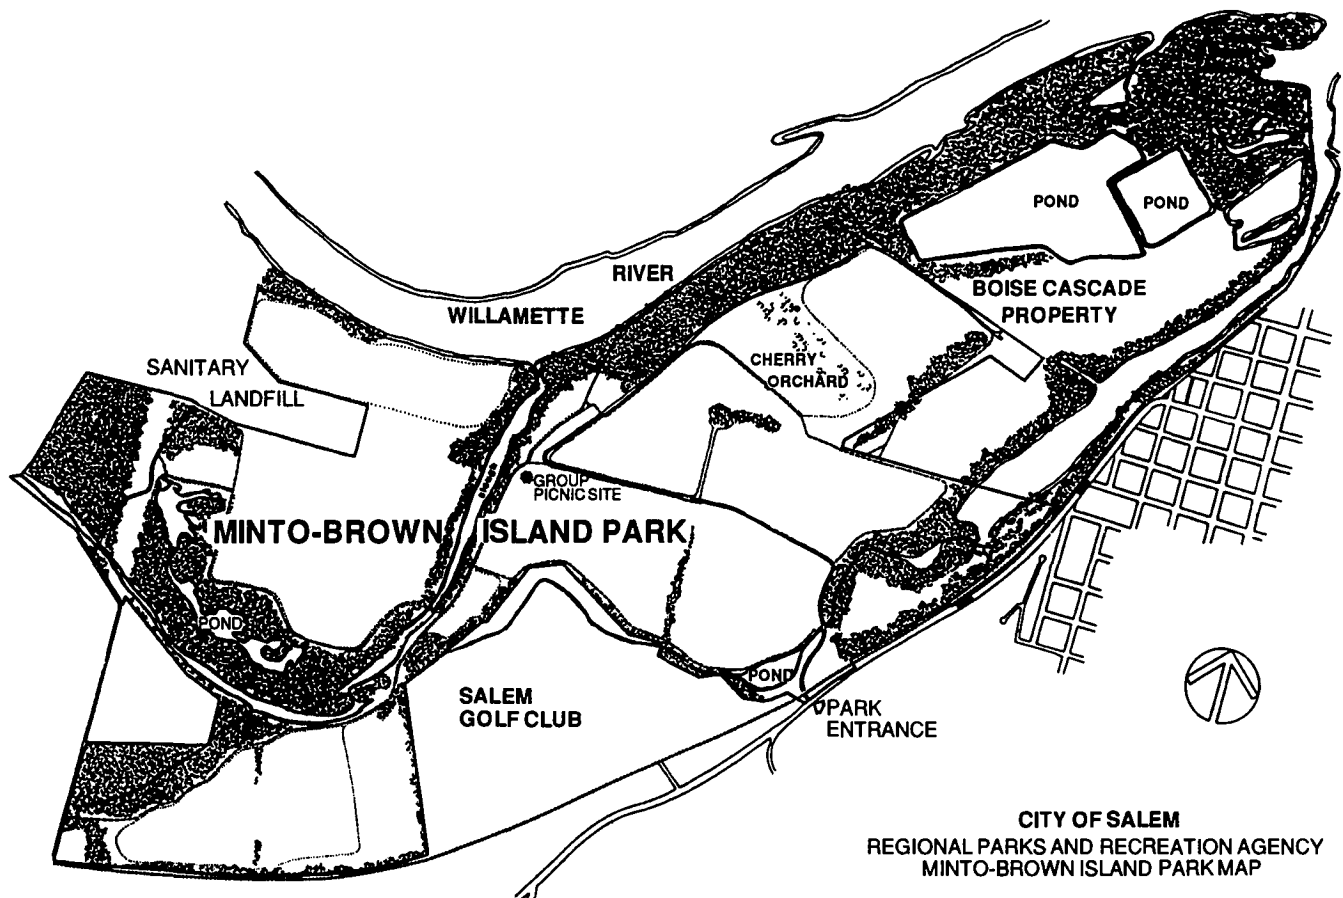 POND
POND
RIVER
BOISE CASCADE
PROPERTY
WILLAMETTE
SANITARY
LANDFILL
CHERRY
ORCHARD
GROUP
PICNIC SITE
MINTO-BROWN ISLAND PARK
POND
POND
SALEM
GOLF CLUB
PARK
ENTRANCE
CITY OF SALEM
REGIONAL PARKS AND RECREATION AGENCY
MINTO-BROWN ISLAND PARK MAP